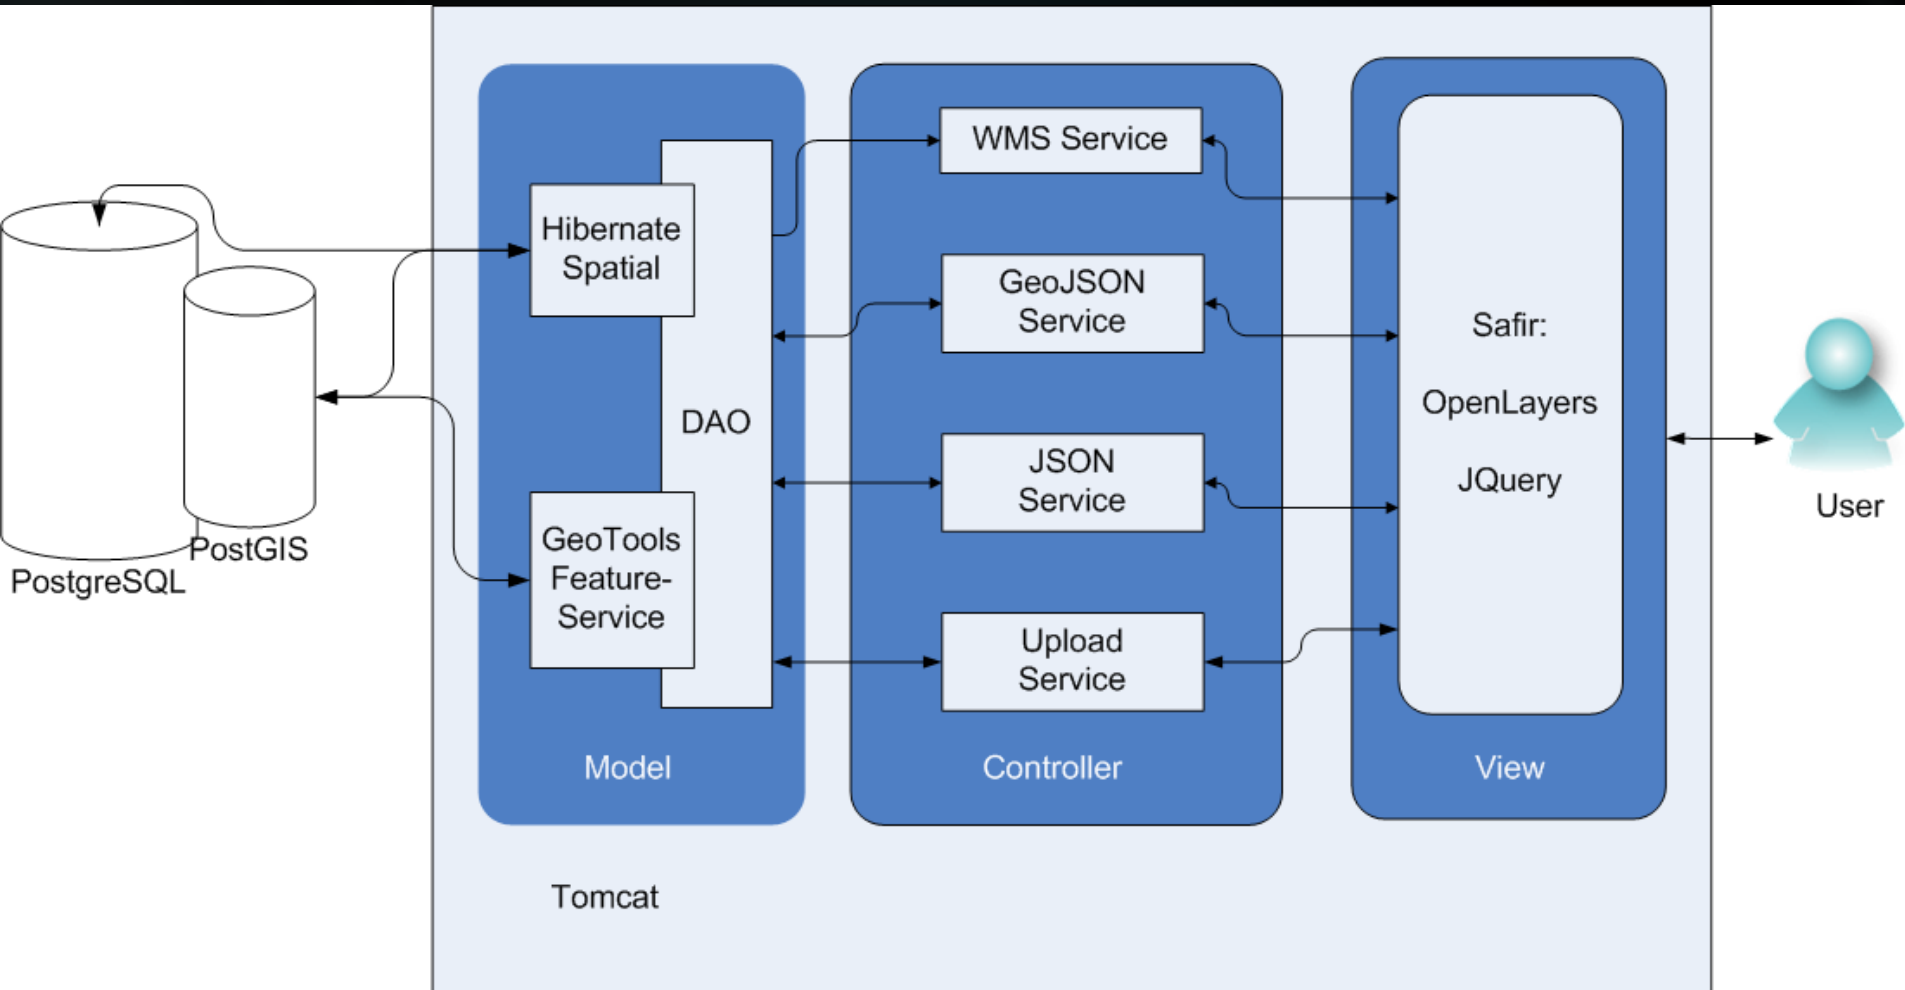 PostgreSQL
PostGIS
Hibernate
Spatial
DAO
GeoTools
Feature-
Service
Model
WMS Service
GeoJSON
Service
JSON
Service
Upload
Service
Controller
Safir:
OpenLayers
JQuery
View
User
Tomcat